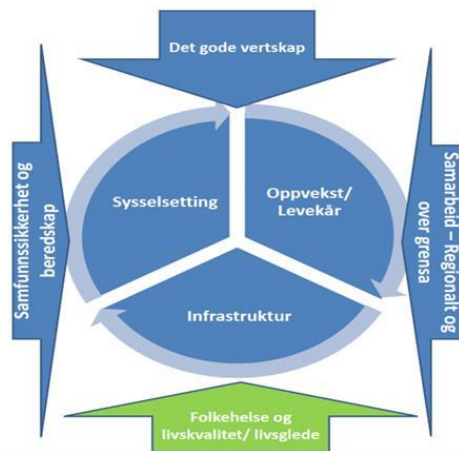 Det gode vertskap
Samfunnssikkerhet og
beredskap
Sysselsetting
Oppvekst/
Levekår
Infrastruktur
Samarbeid – Regionalt og
over grensa
Folkehelse og
livskvalitet/ livsglede